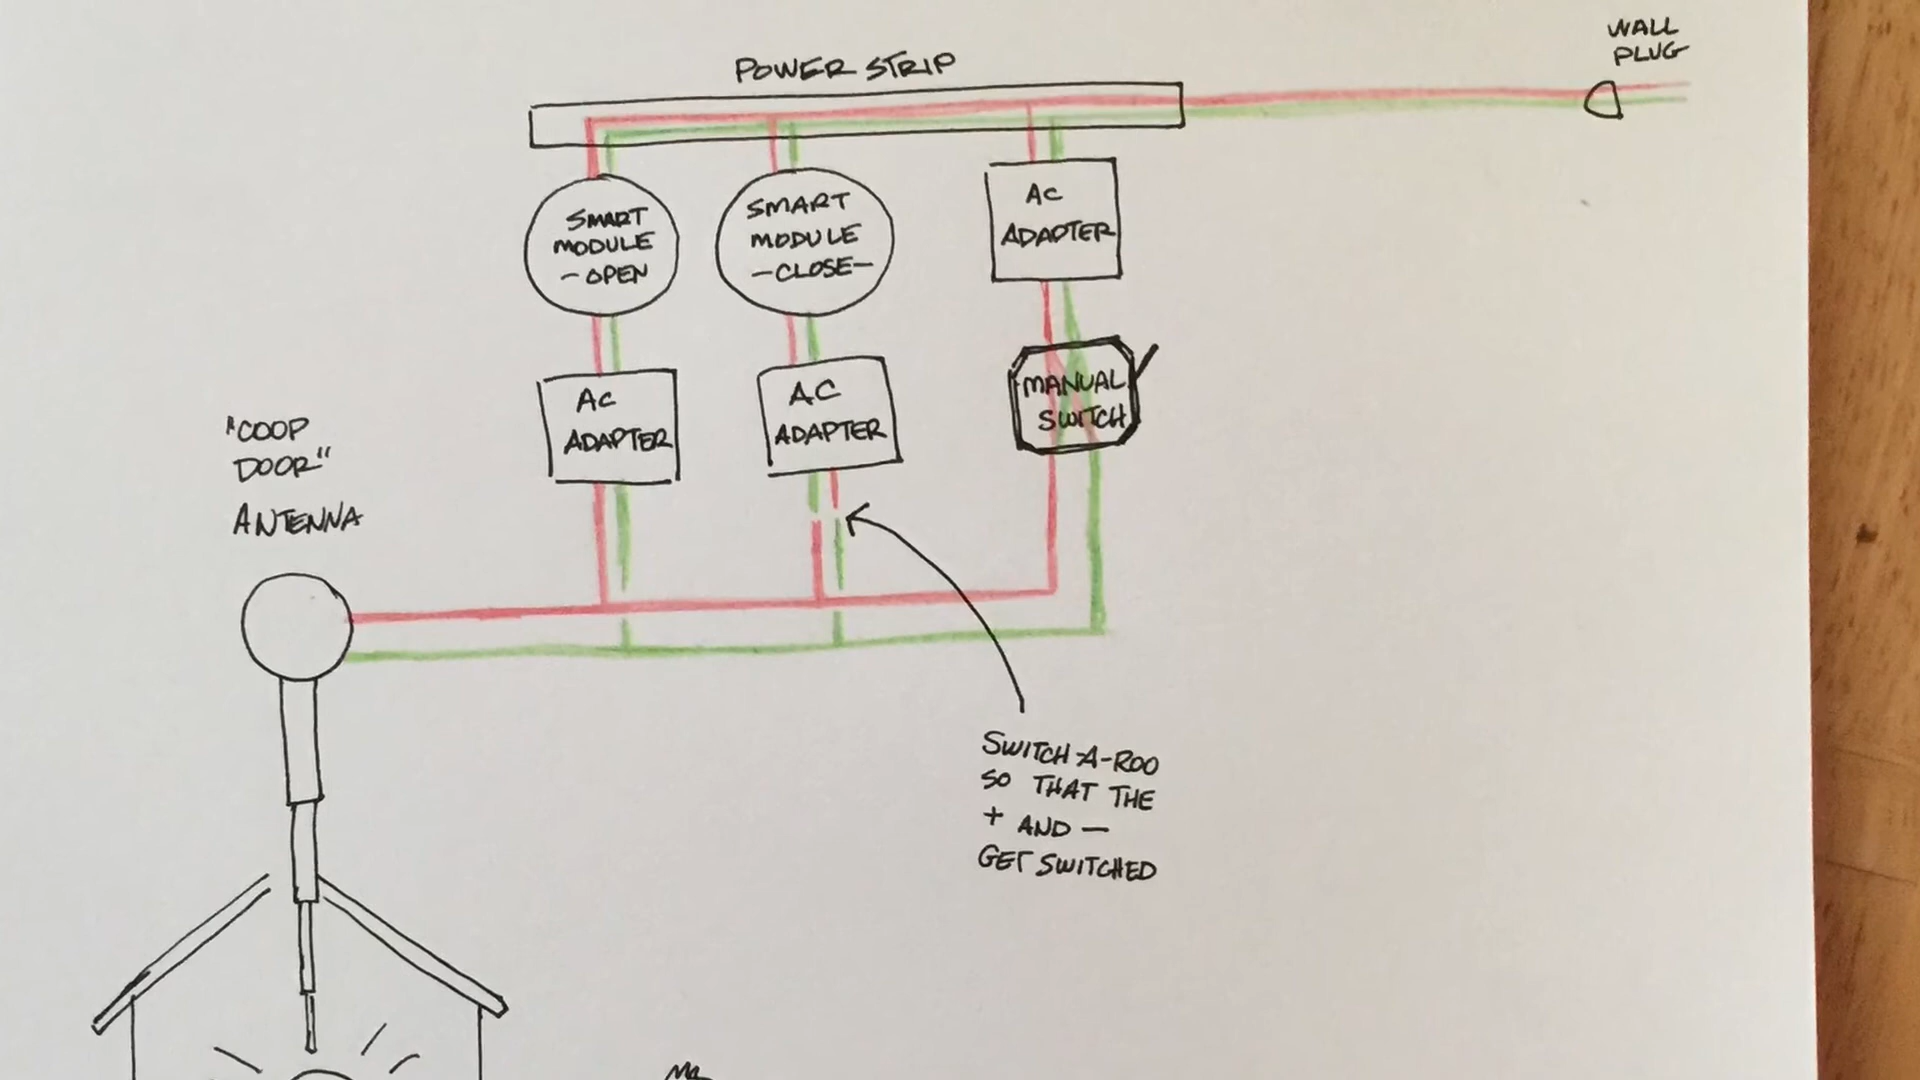 WALL
PLUG
POWER STRIP
SMART
MODULE
- OPEN
SMART
MODULE
-CLOSE-
AC
ADAPTER
AC
ADAPTER
AC
ADAPTER
MANUAL
SWITCH
"COOP
DOOR"
ANTENNA
SWITCH-A-ROO
SO THAT THE
+ AND -
GET SWITCHED